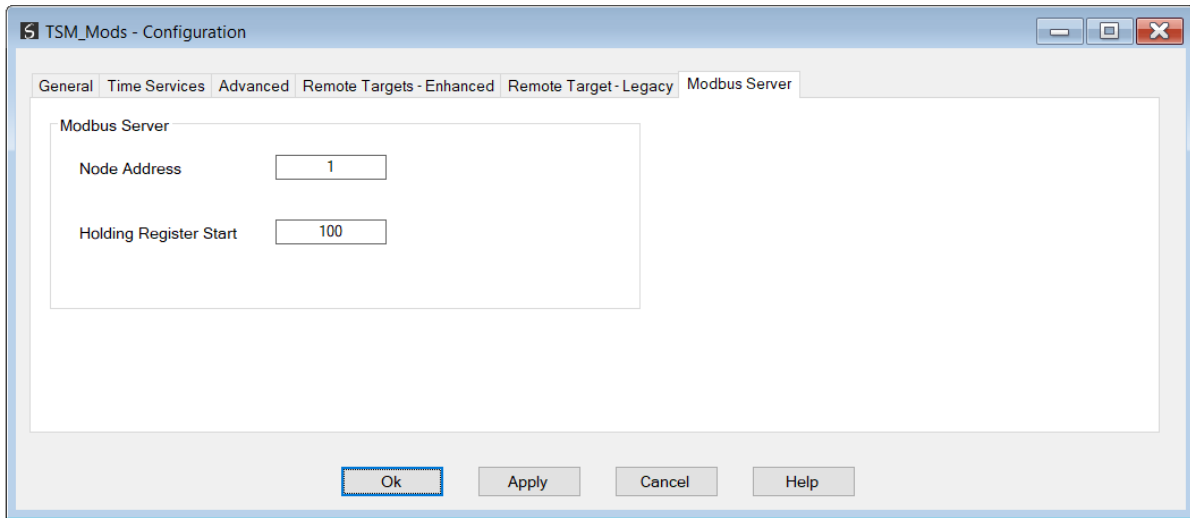 TSM_Mods - Configuration
General Time Services Advanced Remote Targets - Enhanced Remote Target - Legacy Modbus Server
Modbus Server
Node Address 1
Holding Register Start 100
Ok Apply Cancel Help